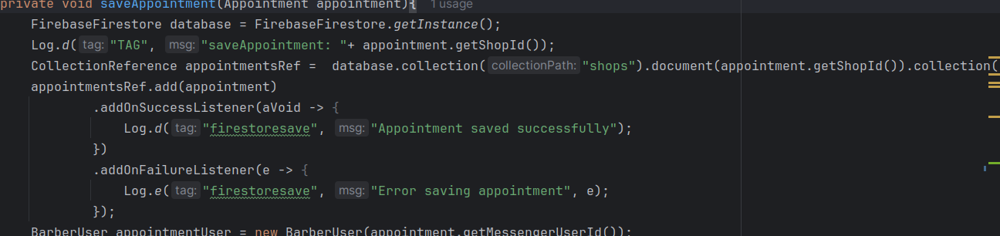 private void saveAppointment(Appointment appointment){ 1 usage
FirebaseFirestore database = FirebaseFirestore.getInstance();
Log.d( tag: "TAG", msg: "saveAppointment: "+ appointment.getShopId());
CollectionReference appointmentsRef =  database.collection( collectionPath: "shops").document(appointment.getShopId()).collection(
appointmentsRef.add(appointment)
.addOnSuccessListener(aVoid -> {
Log.d( tag: "firestoresave", msg: "Appointment saved successfully");
})
.addOnFailureListener(e -> {
Log.e( tag: "firestoresave", msg: "Error saving appointment", e);
});
BarberUser appointmentUser = new BarberUser(appointment.getMessengerUserId());